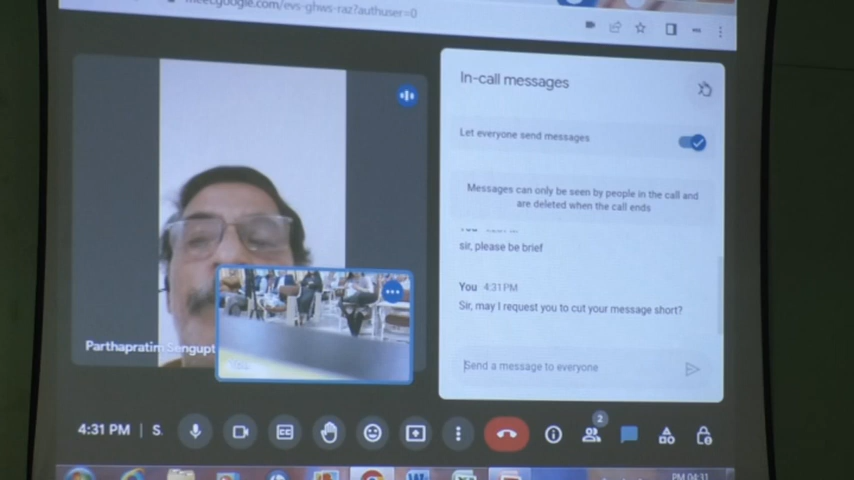 meet.google.com/evs-ghws-raz?authuser=0
In-call messages
Let everyone send messages
Messages can only be seen by people in the call and
are deleted when the call ends
sir, please be brief
You 4:31 PM
Sir, may I request you to cut your message short?
Parthapratim Sengupt
Send a message to everyone
2
4:31 PM | S.
PM 04:31